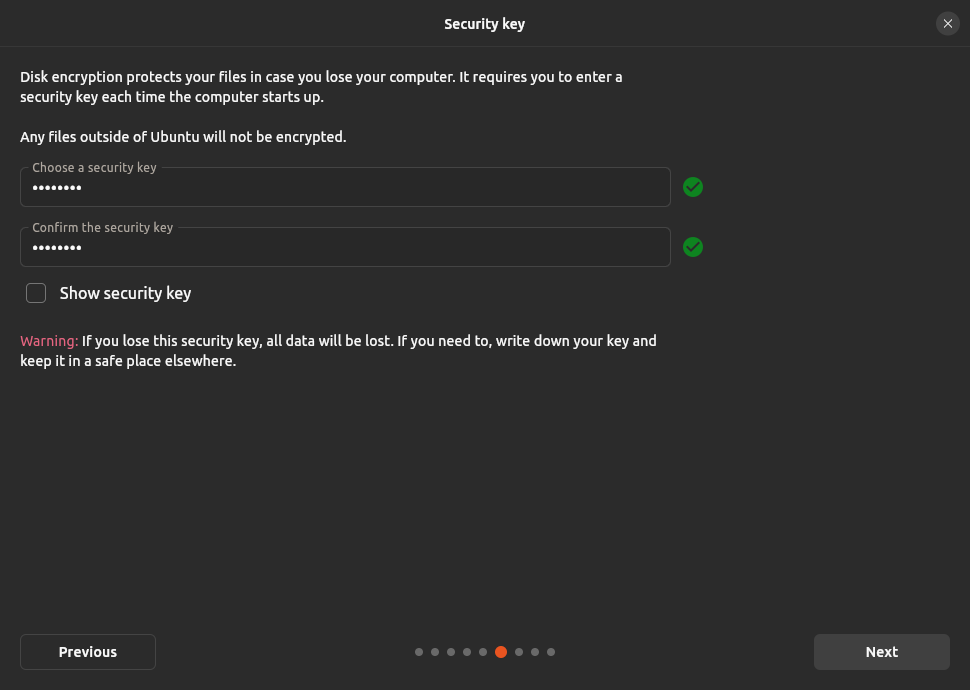 Security key
Disk encryption protects your files in case you lose your computer. It requires you to enter a
security key each time the computer starts up.
Any files outside of Ubuntu will not be encrypted.
Choose a security key
••••••••
Confirm the security key
••••••••
Show security key
Warning: If you lose this security key, all data will be lost. If you need to, write down your key and
keep it in a safe place elsewhere.
Previous
Next